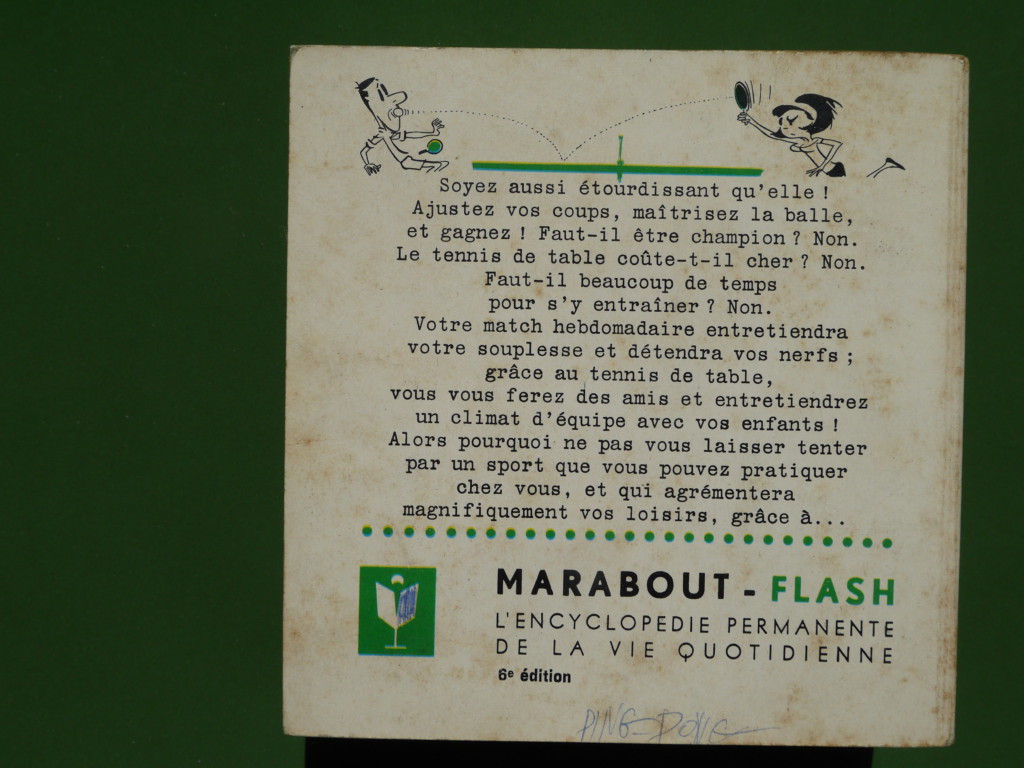 Soyez aussi étourdissant qu'elle !
Ajustez vos coups, maîtrisez la balle,
et gagnez ! Faut-il être champion ? Non.
Le tennis de table coûte-t-il cher ? Non.
Faut-il beaucoup de temps
pour s'y entraîner ? Non.
Votre match hebdomadaire entretiendra
votre souplesse et détendra vos nerfs ;
grâce au tennis de table,
vous vous ferez des amis et entretiendrez
un climat d'équipe avec vos enfants !
Alors pourquoi ne pas vous laisser tenter
par un sport que vous pouvez pratiquer
chez vous, et qui agrémentera
magnifiquement vos loisirs, grâce à...
MARABOUT - FLASH
L'ENCYCLOPEDIE PERMANENTE
DE LA VIE QUOTIDIENNE
6e édition
PING-PONG